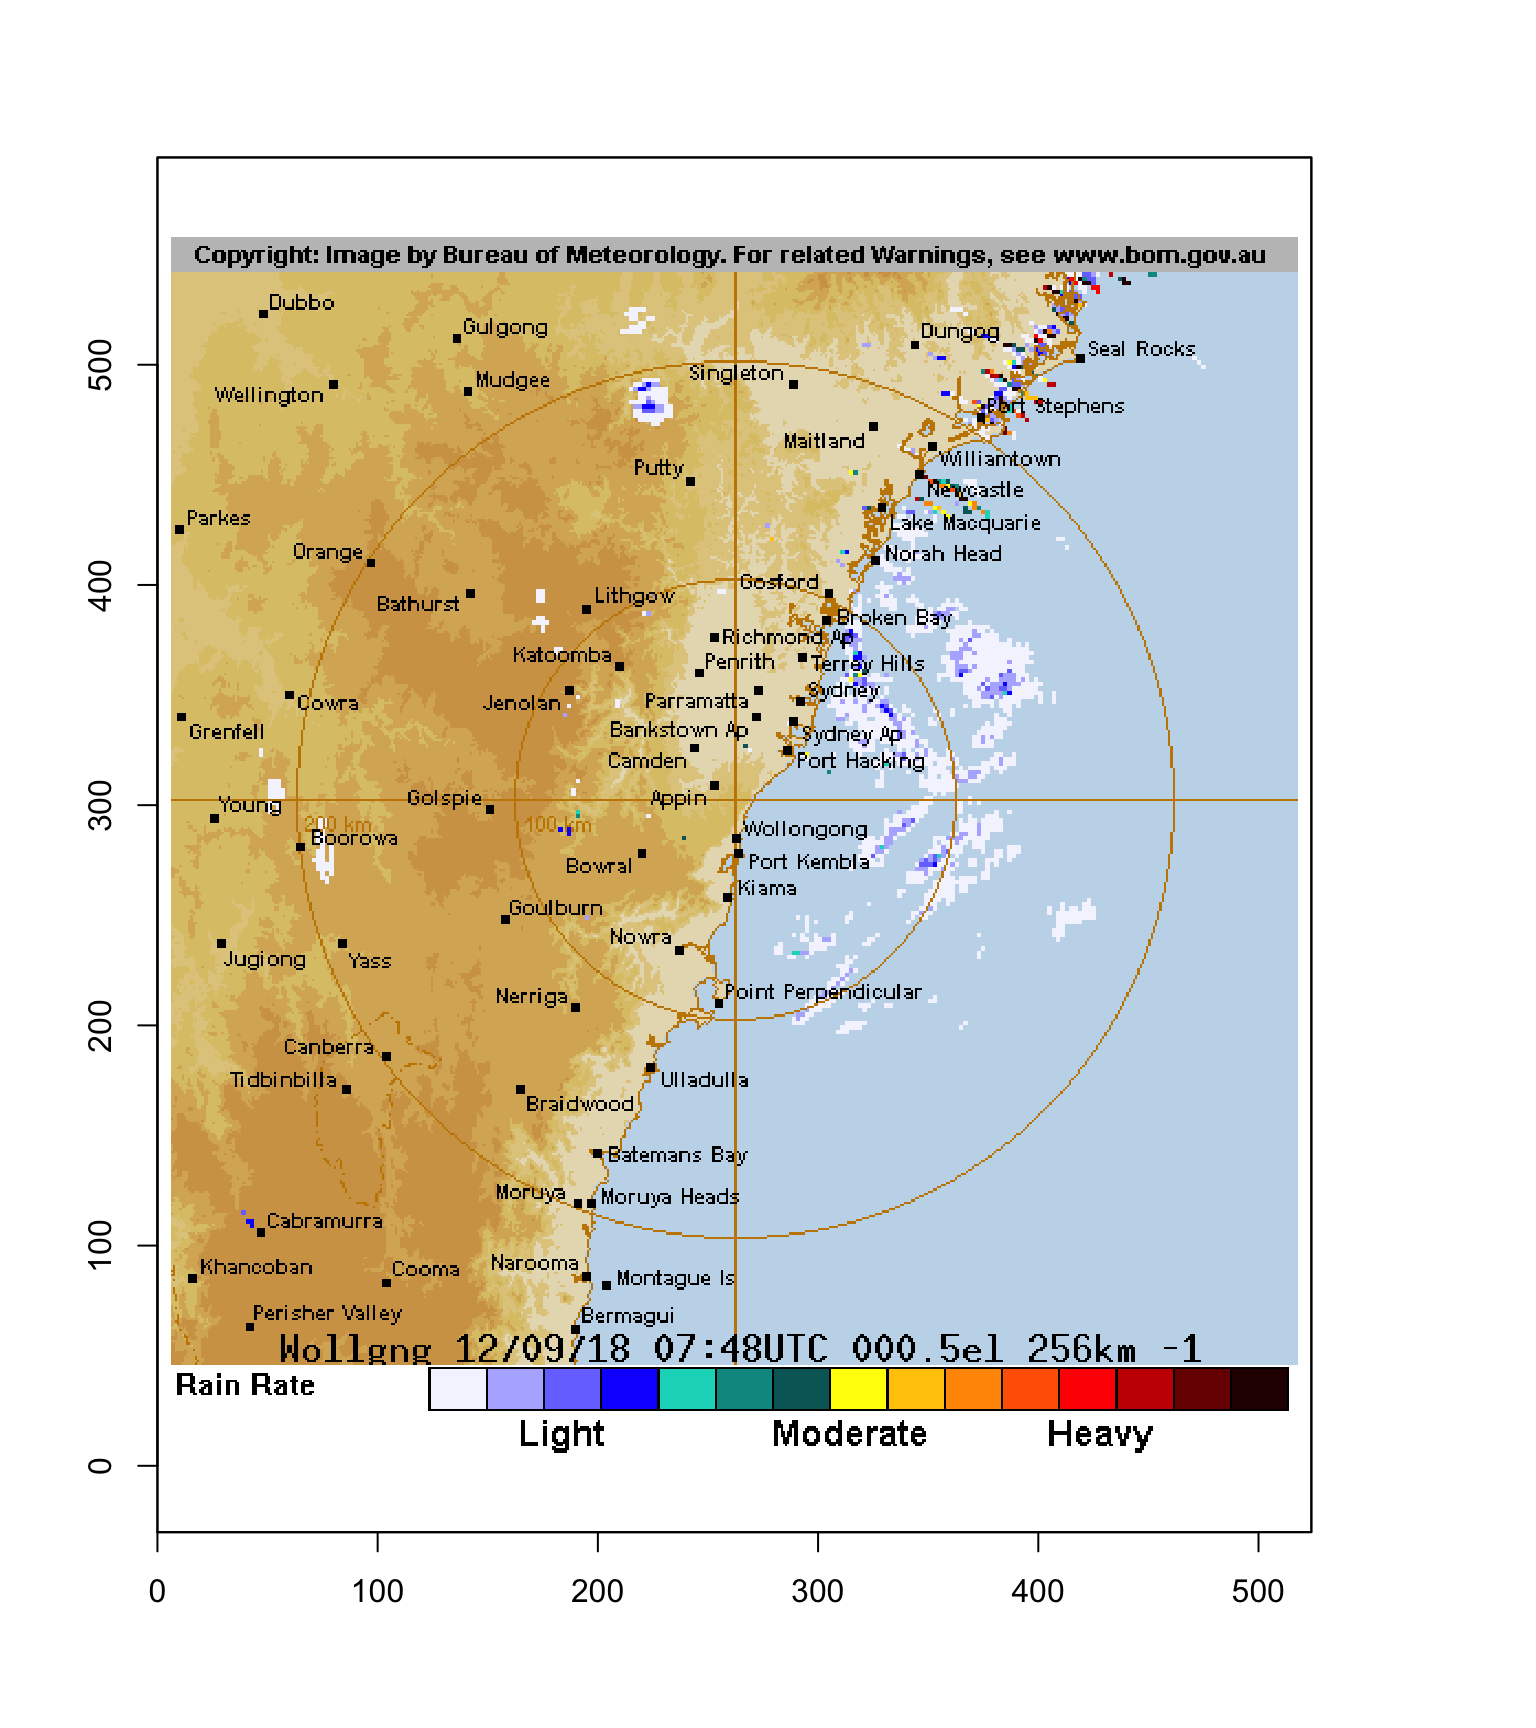 Copyright: Image by Bureau of Meteorology. For related Warnings, see www.bom.gov.au
Dubbo
Gulgong
Dungog
Seal Rocks
Singleton
Mudgee
Wellington
Port Stephens
Maitland
Williamtown
Putty
Newcastle
Parkes
Lake Macquarie
Orange
Norah Head
Gosford
Lithgow
Bathurst
Broken Bay
Richmond Ap
Katoomba
Penrith
Terrey Hills
Sydney
Jenolan
Parramatta
Cowra
Bankstown Ap
Sydney Ap
Grenfell
Camden
Port Hacking
Golspie
Appin
Young
200 km
100 km
Wollongong
Boorowa
Bowral
Port Kembla
Kiama
Goulburn
Nowra
Jugiong
Yass
Nerriga
Point Perpendicular
Canberra
Tidbinbilla
Ulladulla
Braidwood
Batemans Bay
Moruya
Moruya Heads
Cabramurra
Khancoban
Cooma
Narooma
Montague Is
Perisher Valley
Bermagui
Wollgng 12/09/18 07:48UTC 000.5el 256km -1
Rain Rate
Light
Moderate
Heavy
500
400
300
200
100
0
0 100 200 300 400 500